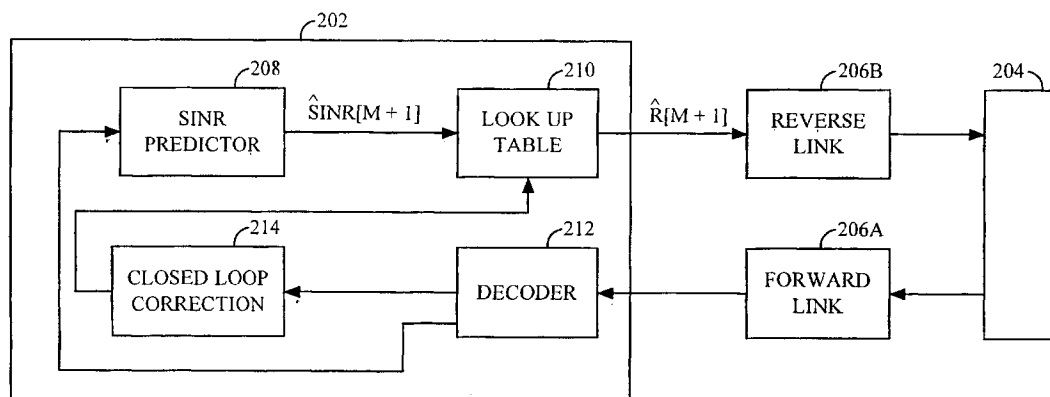 202
208
SINR
PREDICTOR
ŜINR[M + 1]
210
LOOK UP
TABLE
R̂[M + 1]
206B
REVERSE
LINK
204
214
CLOSED LOOP
CORRECTION
212
DECODER
206A
FORWARD
LINK